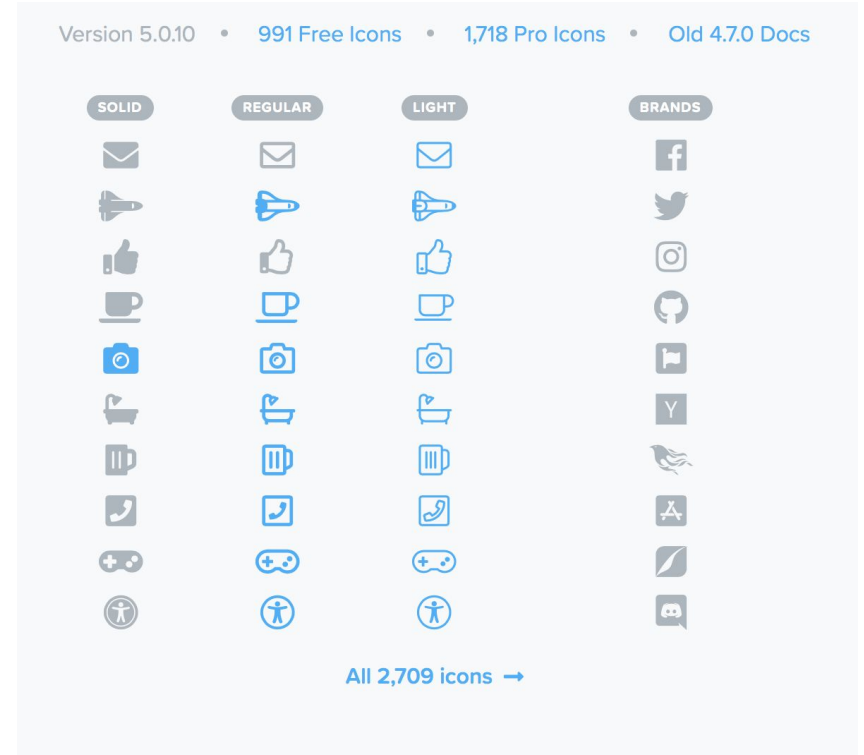 Version 5.0.10 • 991 Free Icons • 1,718 Pro Icons • Old 4.7.0 Docs
SOLID REGULAR LIGHT BRANDS
All 2,709 icons →